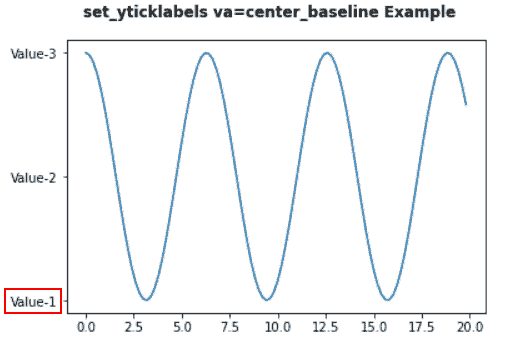 set_yticklabels va=center_baseline Example
Value-3
Value-2
Value-1
0.0 2.5 5.0 7.5 10.0 12.5 15.0 17.5 20.0